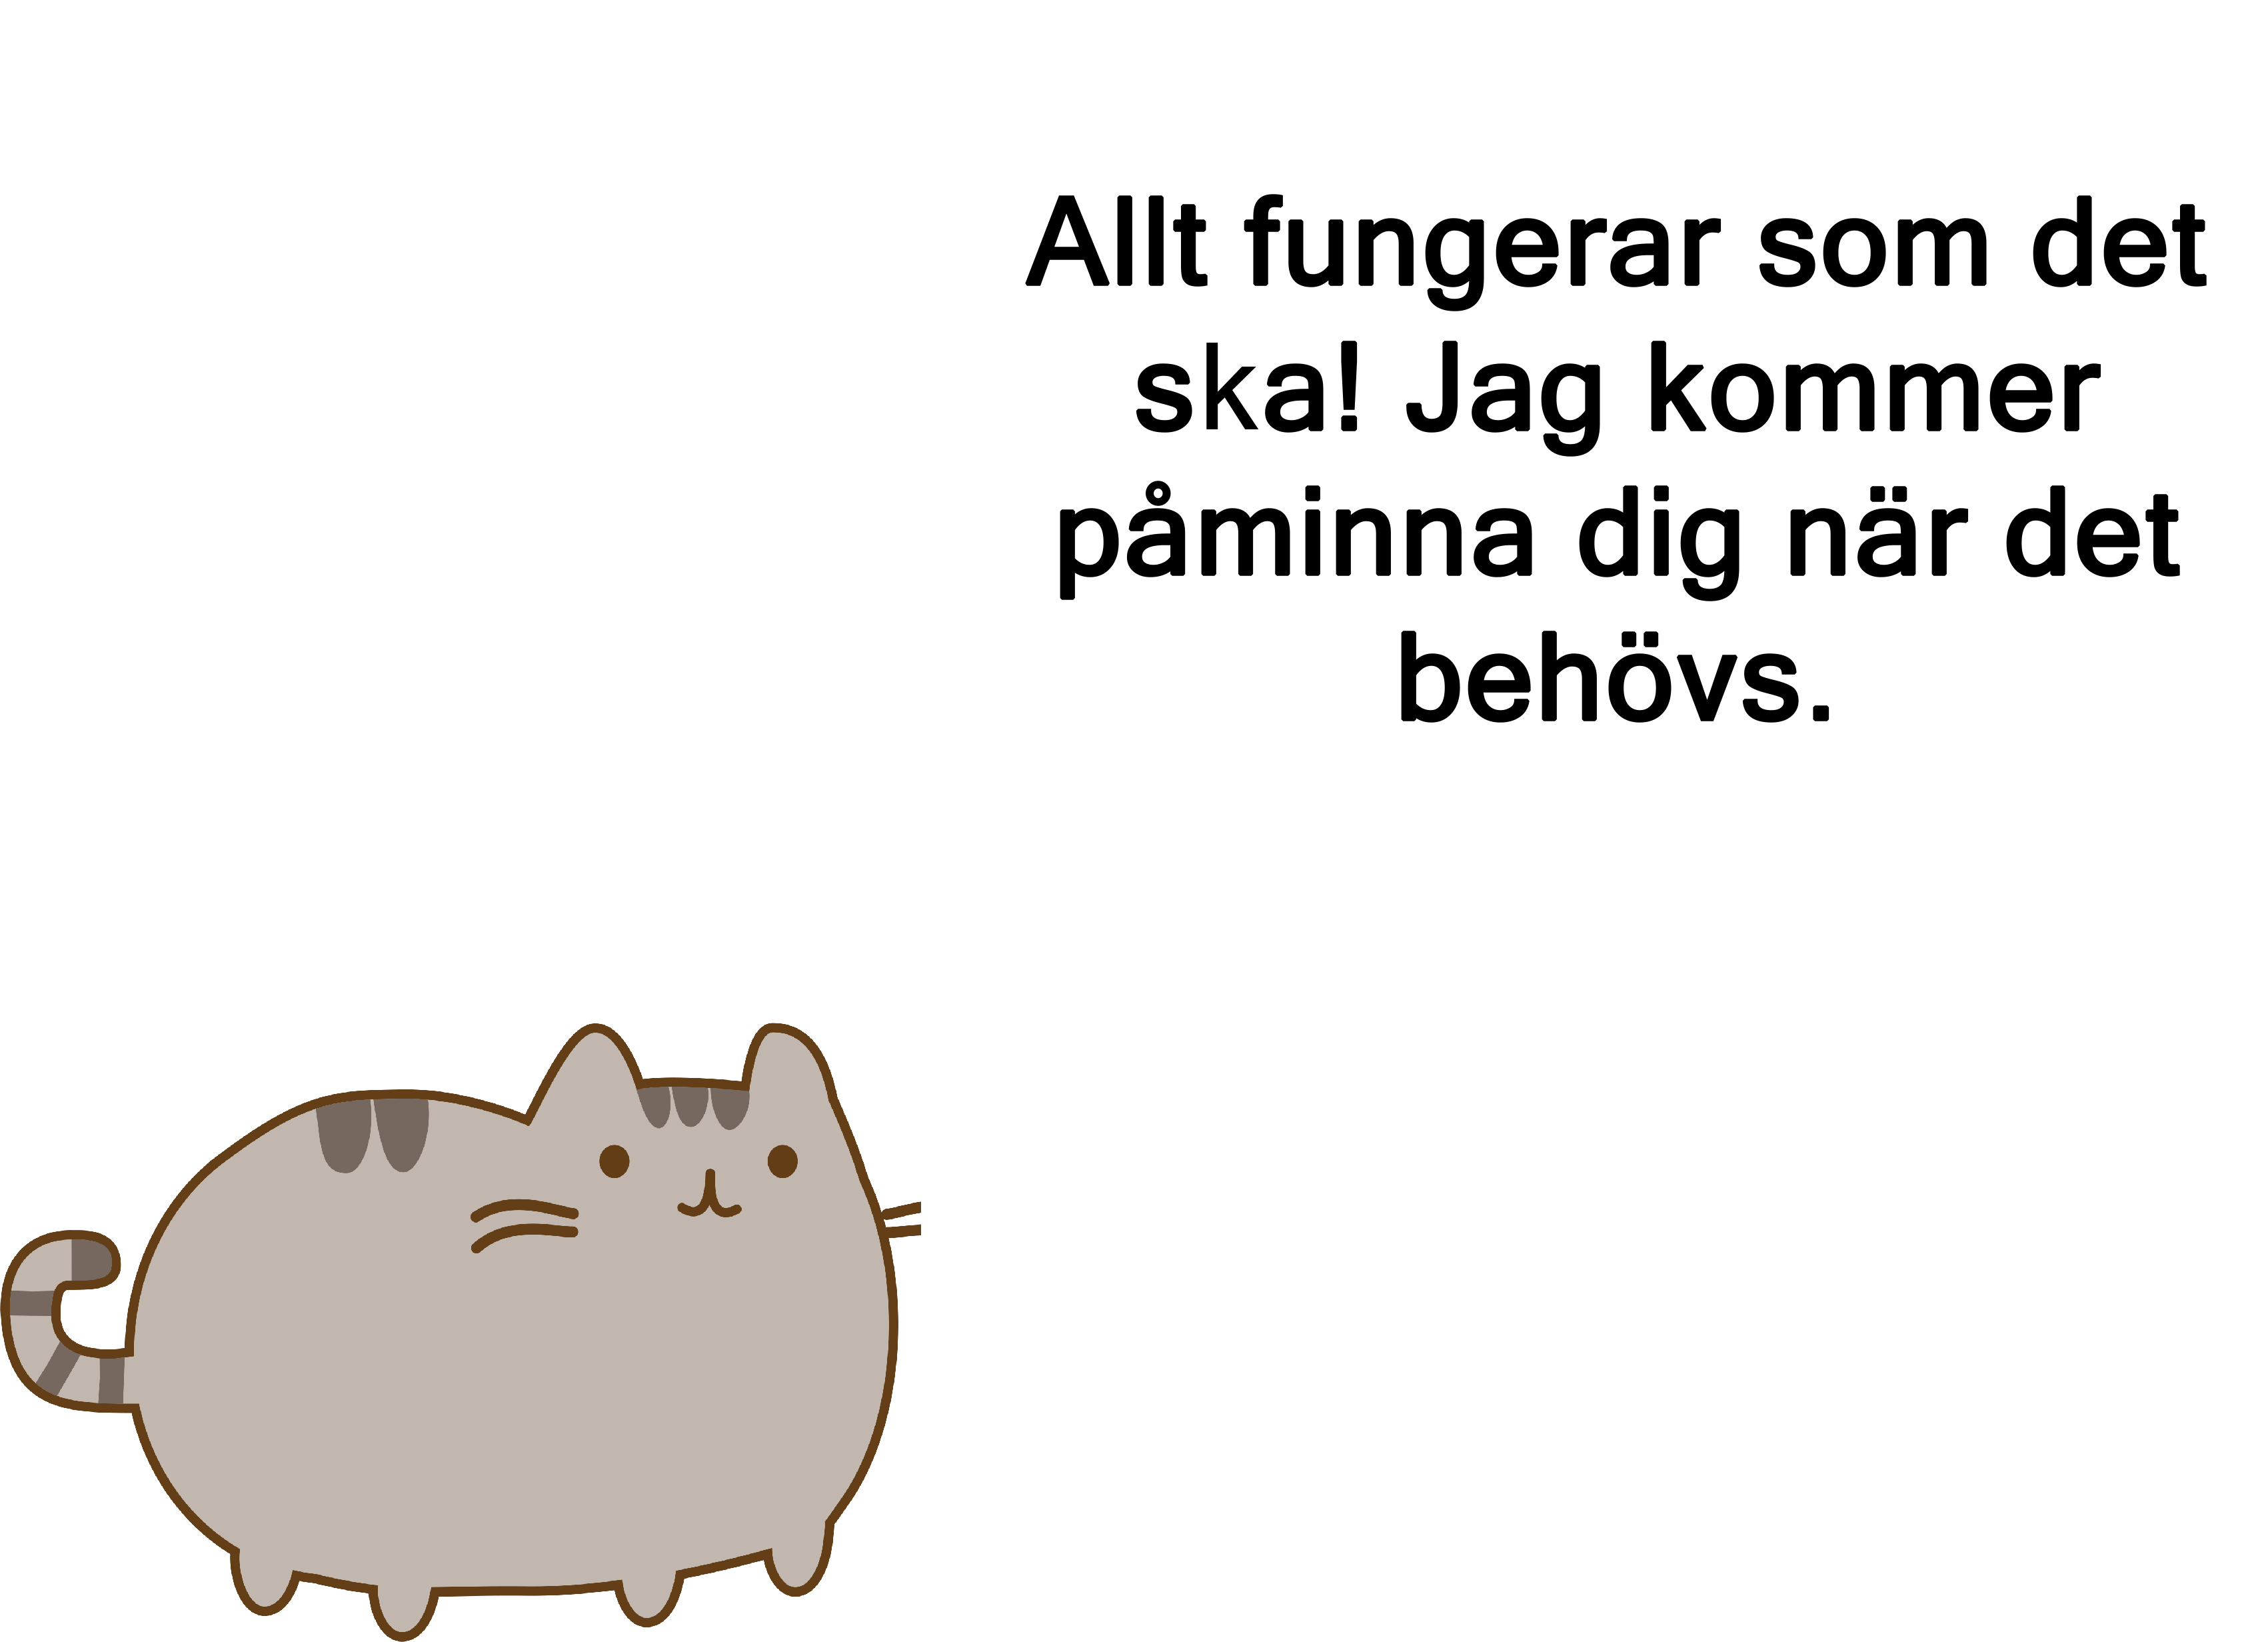 Allt fungerar som det
ska! Jag kommer
påminna dig när det
behövs.